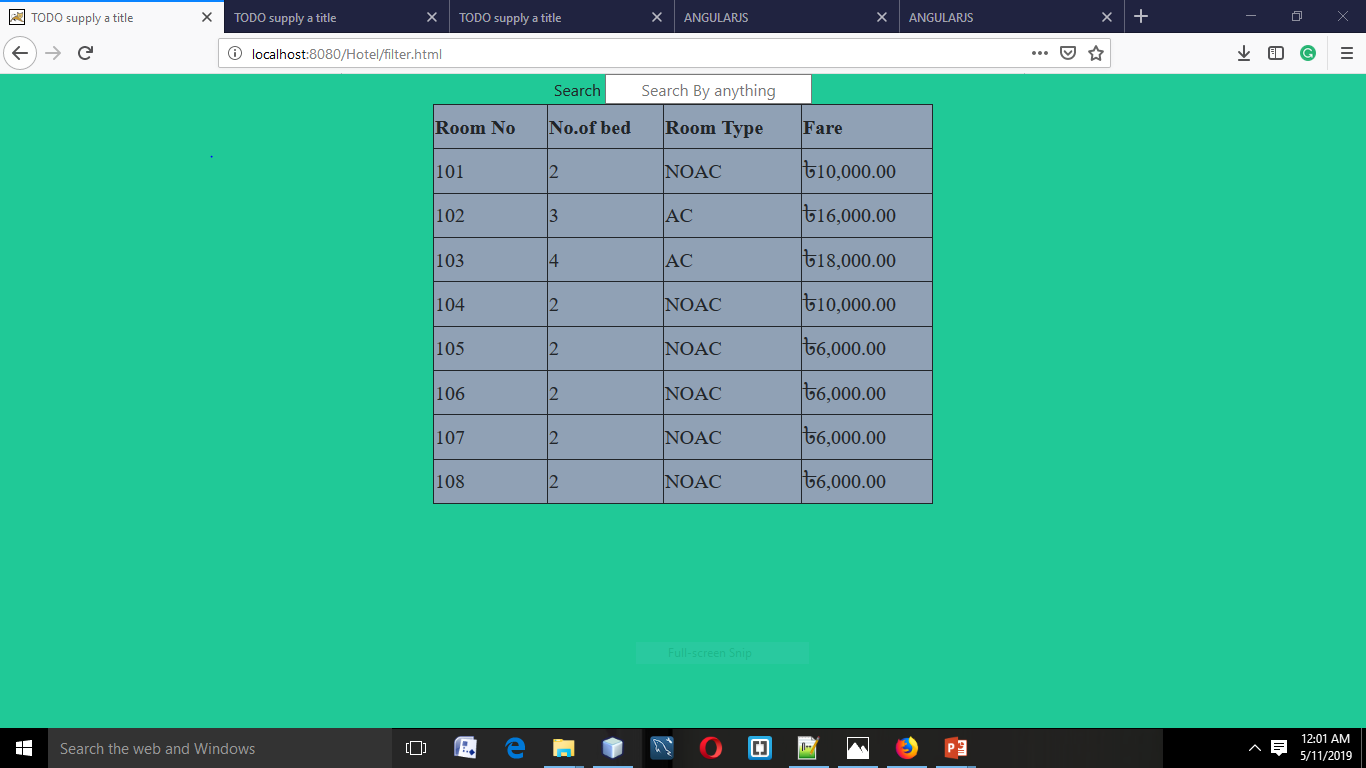 TODO supply a title TODO supply a title TODO supply a title ANGULARJS ANGULARJS
localhost:8080/Hotel/filter.html
Search Search By anything
Room No No.of bed Room Type Fare
101 2 NOAC ৳10,000.00
102 3 AC ৳16,000.00
103 4 AC ৳18,000.00
104 2 NOAC ৳10,000.00
105 2 NOAC ৳6,000.00
106 2 NOAC ৳6,000.00
107 2 NOAC ৳6,000.00
108 2 NOAC ৳6,000.00
Full-screen Snip
Search the web and Windows 12:01 AM
5/11/2019